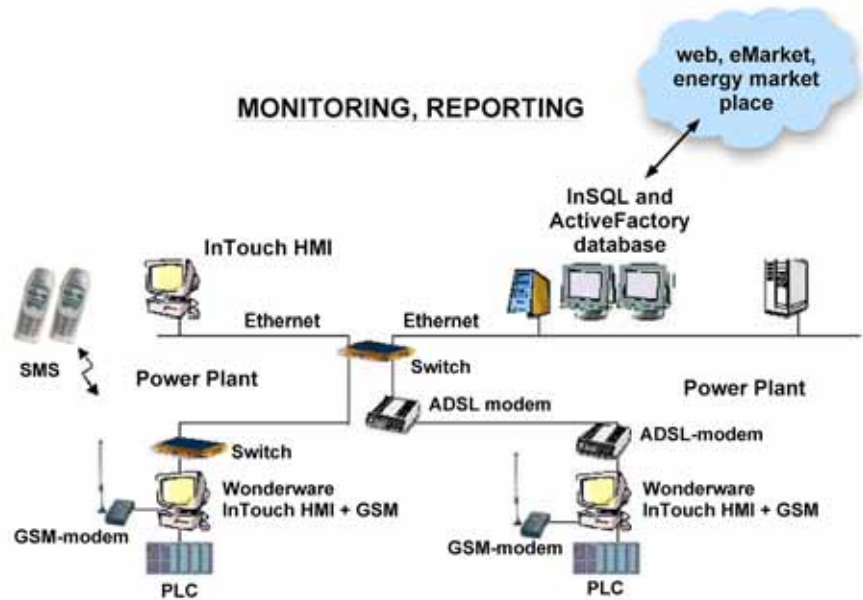 web, eMarket,
energy market
place
MONITORING, REPORTING
InSQL and
ActiveFactory
database
InTouch HMI
Ethernet
Ethernet
SMS
Switch
Power Plant
Power Plant
ADSL modem
ADSL-modem
Switch
Wonderware
InTouch HMI + GSM
GSM-modem
PLC
Wonderware
InTouch HMI + GSM
GSM-modem
PLC